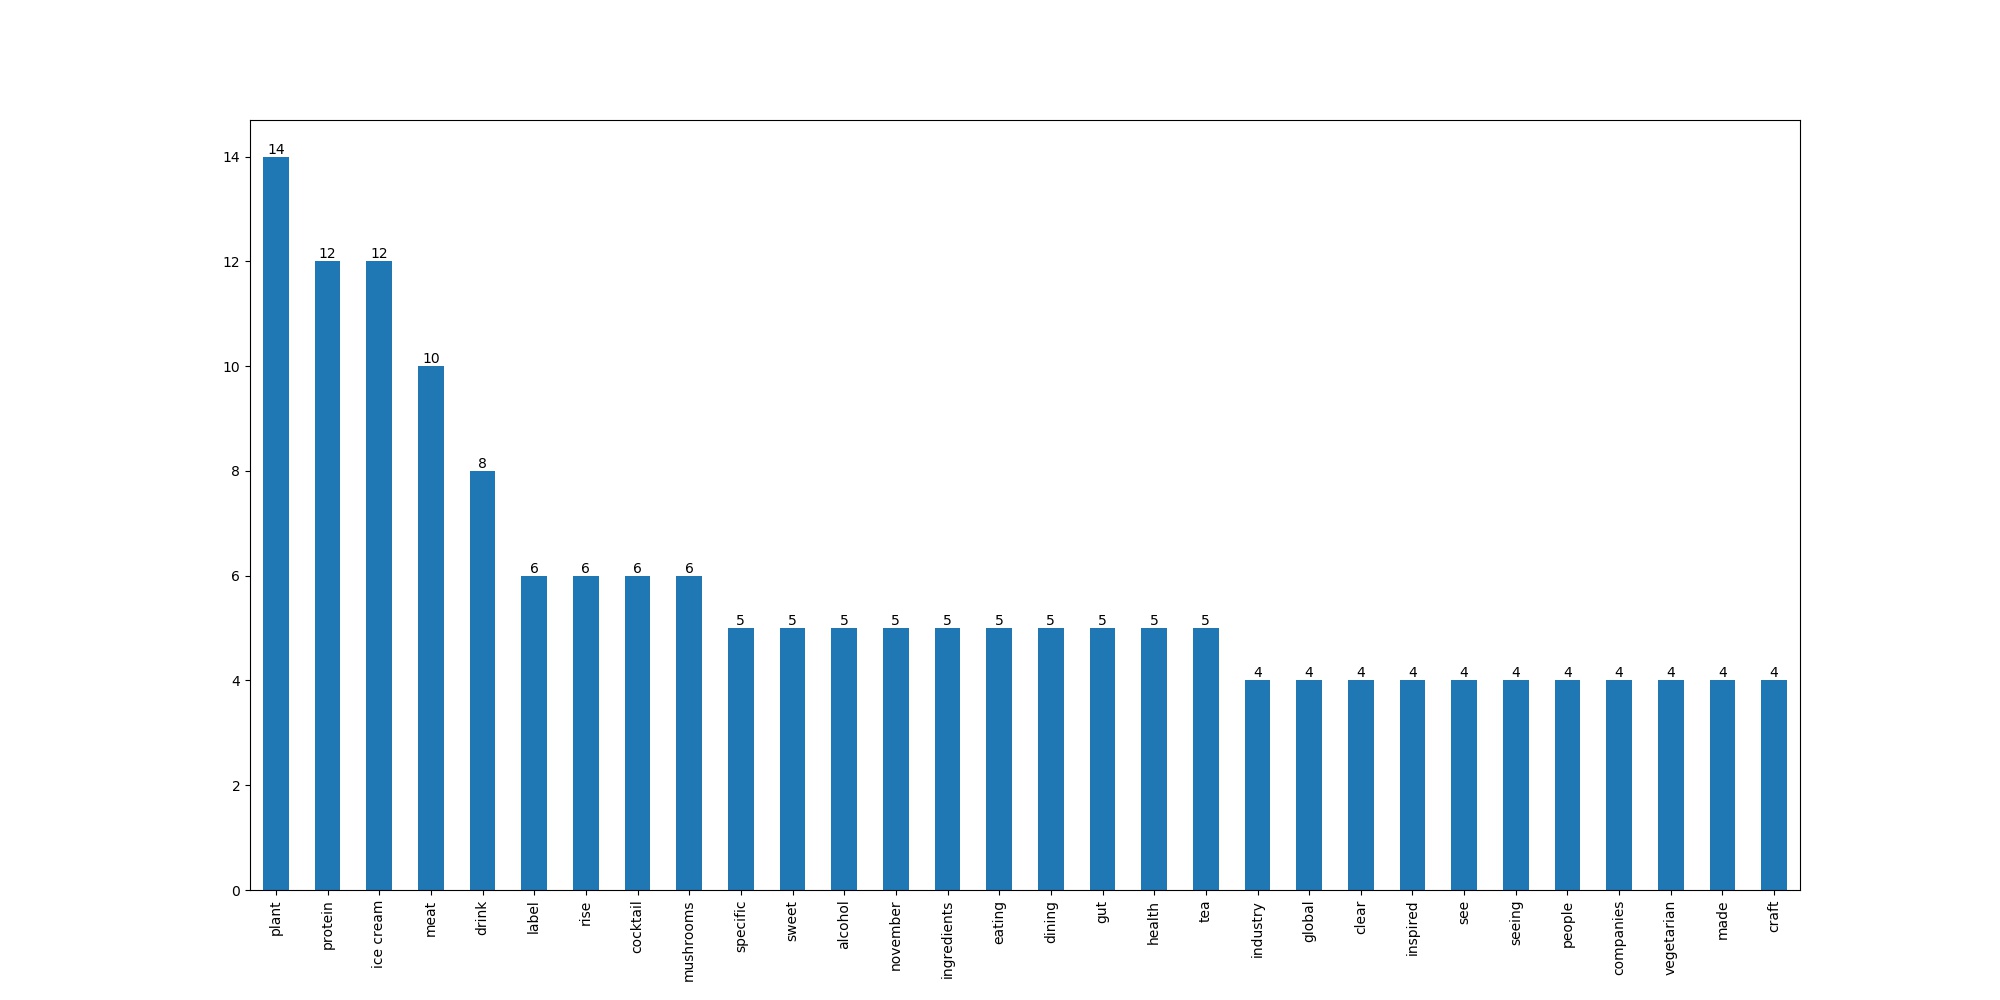 14
12
10
8
6
4
2
0
14
12
12
10
8
6
6
6
6
5
5
5
5
5
5
5
5
5
5
4
4
4
4
4
4
4
4
4
4
4
plant
protein
ice cream
meat
drink
label
rise
cocktail
mushrooms
specific
sweet
alcohol
november
ingredients
eating
dining
gut
health
tea
industry
global
clear
inspired
see
seeing
people
companies
vegetarian
made
craft